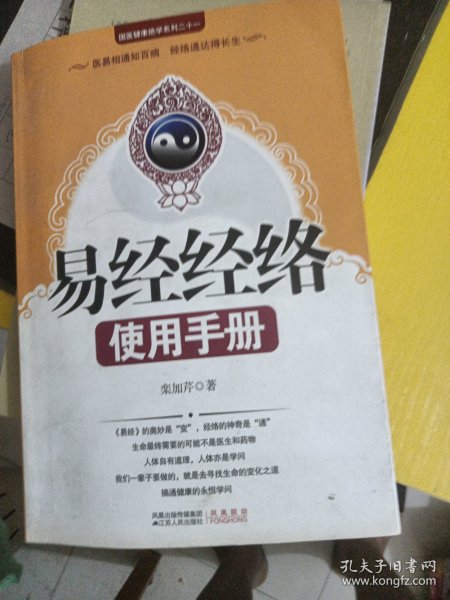 国医健康绝学系列二十一
医易相通知百病 经络通达得长生
易经经络
使用手册
栾加芹◎著
《易经》的奥妙是“变”，经络的神奇是“通”
生命最终需要的可能不是医生和药物
人体自有道理，人体亦是学问
我们一辈子要做的，就是去寻找生命的变化之道
搞通健康的永恒学问
凤凰出版传媒集团
江苏人民出版社
凤凰联动
FONGHONG
孔夫子旧书网
www.kongfz.com